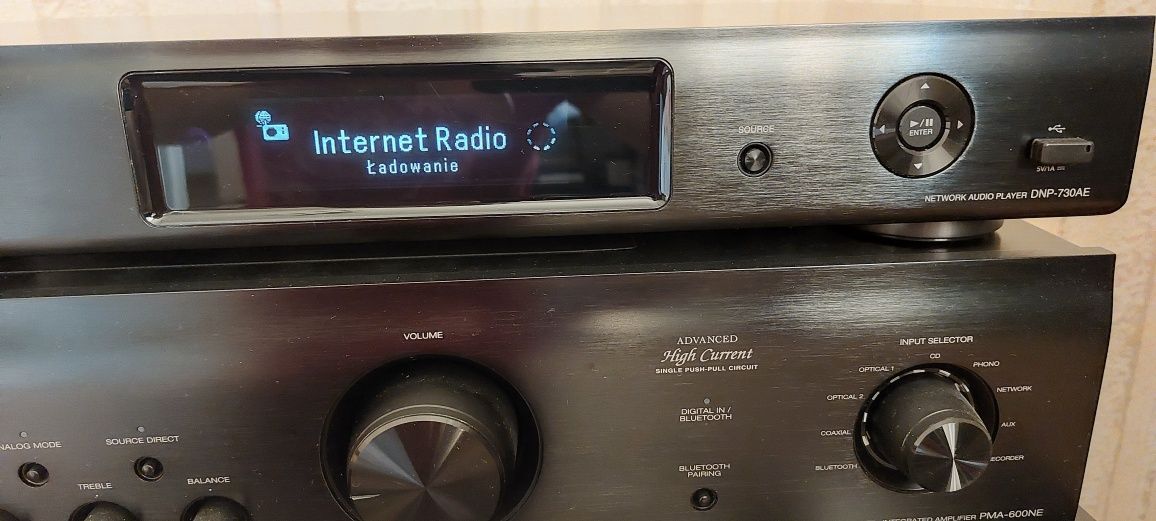 Internet Radio
Ładowanie
SOURCE
ENTER
5V/1A
NETWORK AUDIO PLAYER DNP-730AE
VOLUME
ADVANCED
High Current
SINGLE PUSH-PULL CIRCUIT
INPUT SELECTOR
CD
OPTICAL 1
PHONO
OPTICAL 2
NETWORK
COAXIAL
AUX
BLUETOOTH
RECORDER
DIGITAL IN /
BLUETOOTH
BLUETOOTH
PAIRING
ANALOG MODE
SOURCE DIRECT
TREBLE
BALANCE
INTEGRATED AMPLIFIER PMA-600NE